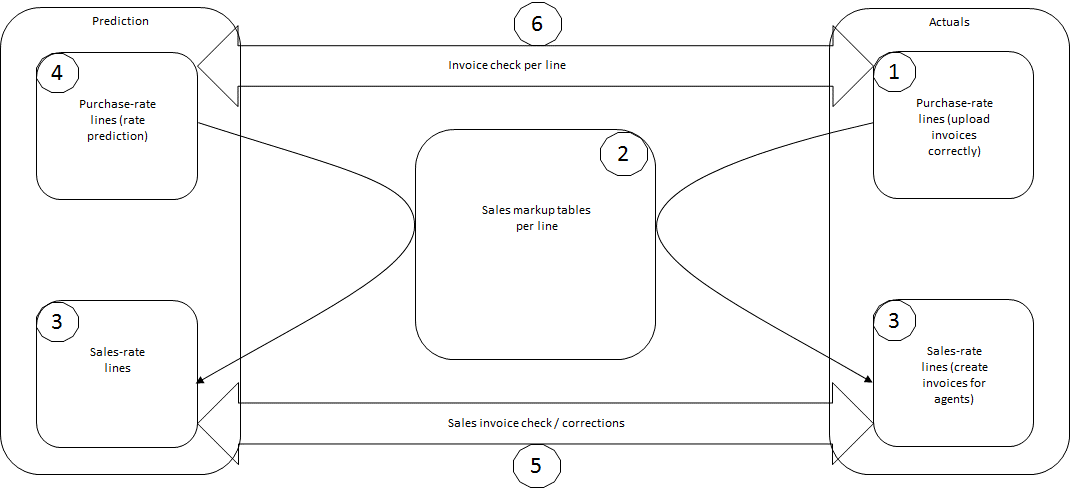 Prediction
6
Actuals
4
Purchase-rate
lines (rate
prediction)
Invoice check per line
1
Purchase-rate
lines (upload
invoices
correctly)
2
Sales markup tables
per line
3
Sales-rate
lines
3
Sales-rate
lines (create
invoices for
agents)
Sales invoice check / corrections
5